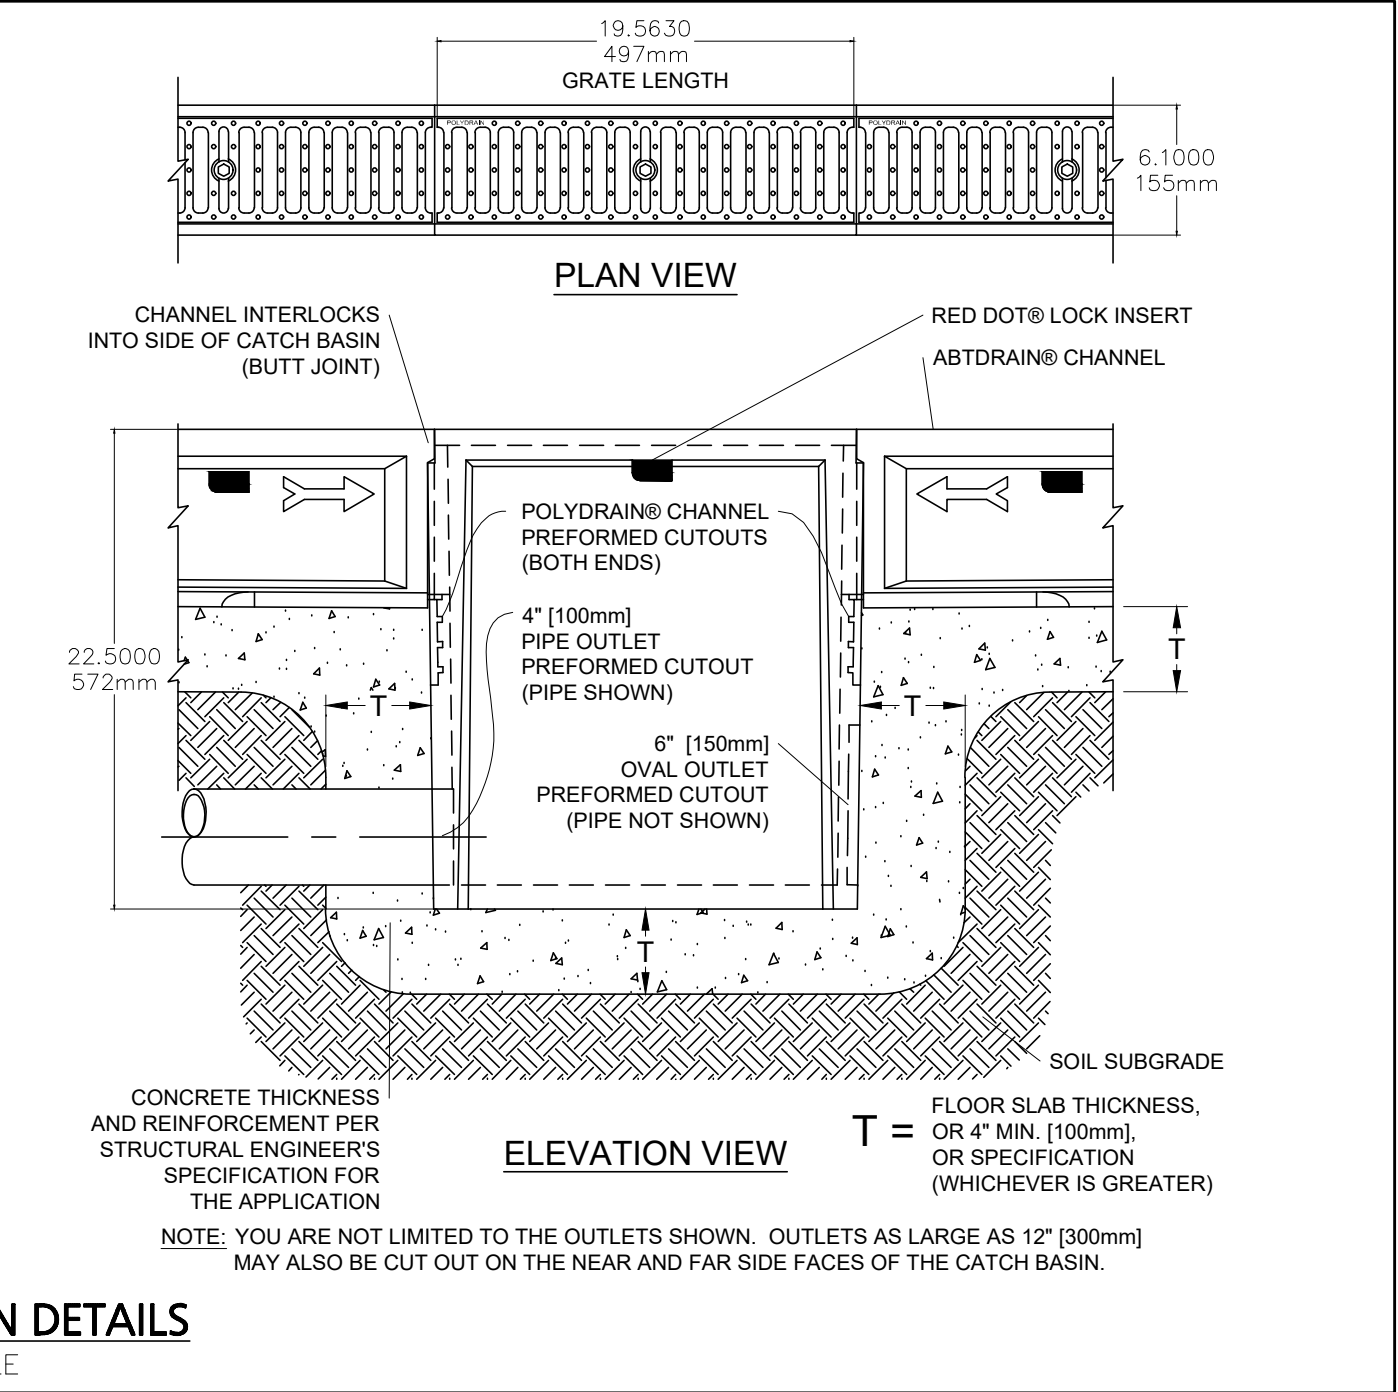 19.5630
497mm
GRATE LENGTH
POLYDRAIN
POLYDRAIN
6.1000
155mm
PLAN VIEW
CHANNEL INTERLOCKS
INTO SIDE OF CATCH BASIN
(BUTT JOINT)
RED DOT® LOCK INSERT
ABTDRAIN® CHANNEL
POLYDRAIN® CHANNEL
PREFORMED CUTOUTS
(BOTH ENDS)
4" [100mm]
PIPE OUTLET
PREFORMED CUTOUT
(PIPE SHOWN)
22.5000
572mm
T
T
T
6" [150mm]
OVAL OUTLET
PREFORMED CUTOUT
(PIPE NOT SHOWN)
T
SOIL SUBGRADE
CONCRETE THICKNESS
AND REINFORCEMENT PER
STRUCTURAL ENGINEER'S
SPECIFICATION FOR
THE APPLICATION
ELEVATION VIEW
T =
FLOOR SLAB THICKNESS,
OR 4" MIN. [100mm],
OR SPECIFICATION
(WHICHEVER IS GREATER)
NOTE: YOU ARE NOT LIMITED TO THE OUTLETS SHOWN. OUTLETS AS LARGE AS 12" [300mm]
MAY ALSO BE CUT OUT ON THE NEAR AND FAR SIDE FACES OF THE CATCH BASIN.
N DETAILS
LE